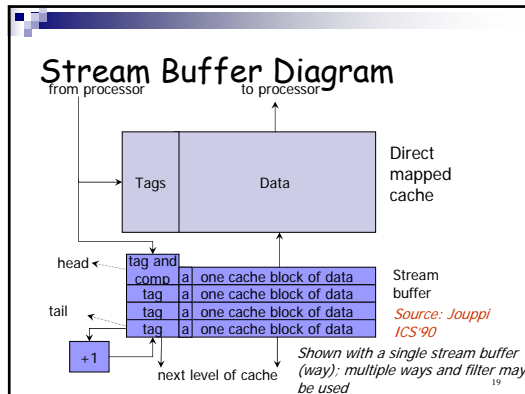 Stream Buffer Diagram
from processor
to processor
Tags
Data
Direct
mapped
cache
head
tag and
comp
a
one cache block of data
tag
a
one cache block of data
tag
a
one cache block of data
tail
tag
a
one cache block of data
Stream
buffer
Source: Jouppi
ICS'90
+1
next level of cache
Shown with a single stream buffer
(way); multiple ways and filter may
be used
19